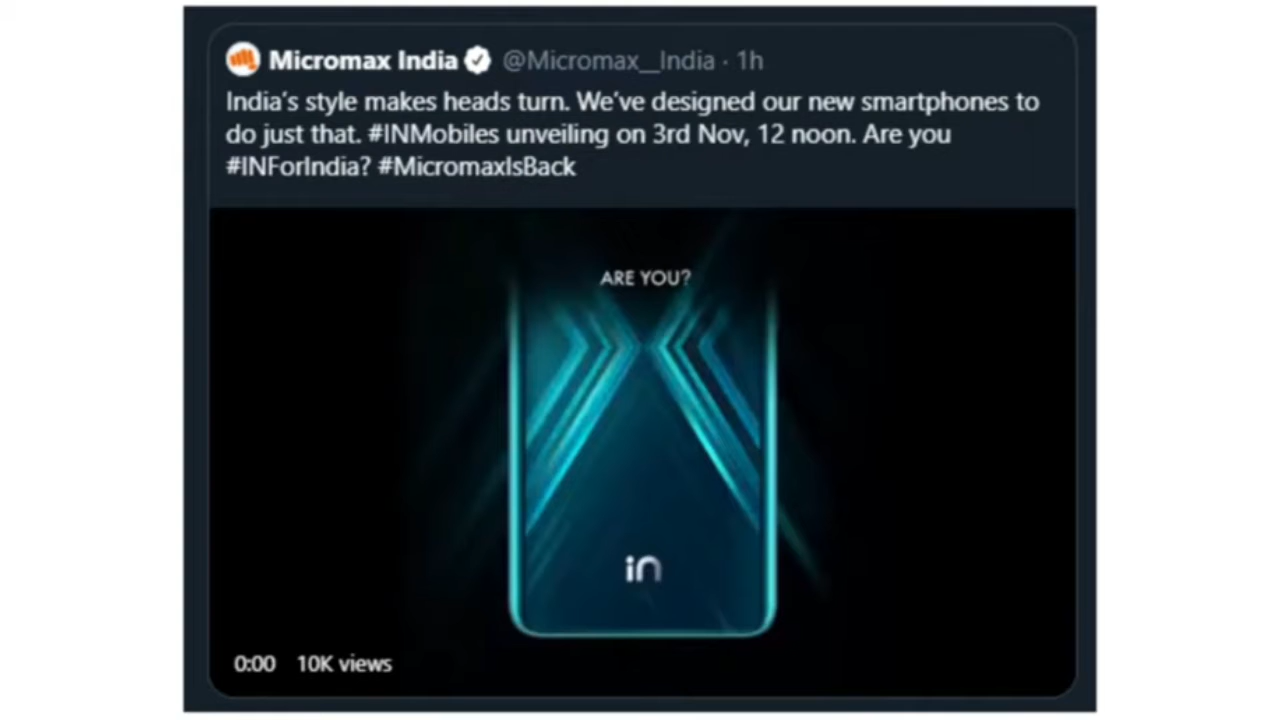 Micromax India @Micromax__India · 1h
India's style makes heads turn. We've designed our new smartphones to
do just that. #INMobiles unveiling on 3rd Nov, 12 noon. Are you
#INForIndia? #MicromaxIsBack
ARE YOU?
in
0:00 10K views